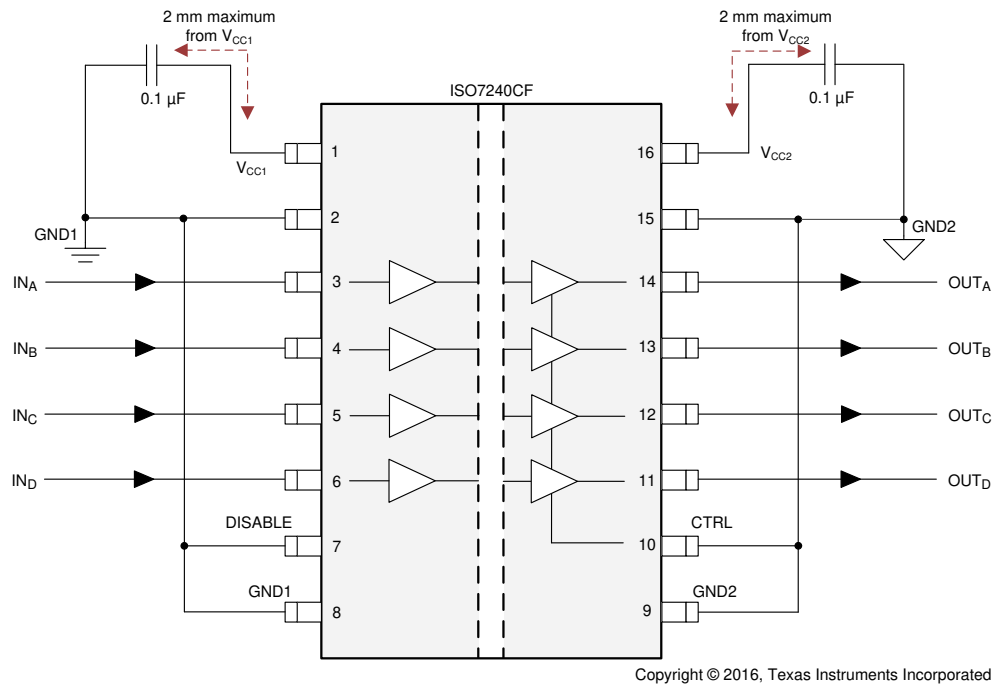 2 mm maximum
from VCC1
2 mm maximum
from VCC2
0.1 µF
0.1 µF
ISO7240CF
VCC1
1
16
VCC2
2
15
GND1
GND2
INA
3
14
OUTA
INB
4
13
OUTB
INC
5
12
OUTC
IND
6
11
OUTD
DISABLE
7
10
CTRL
GND1
8
9
GND2
Copyright © 2016, Texas Instruments Incorporated